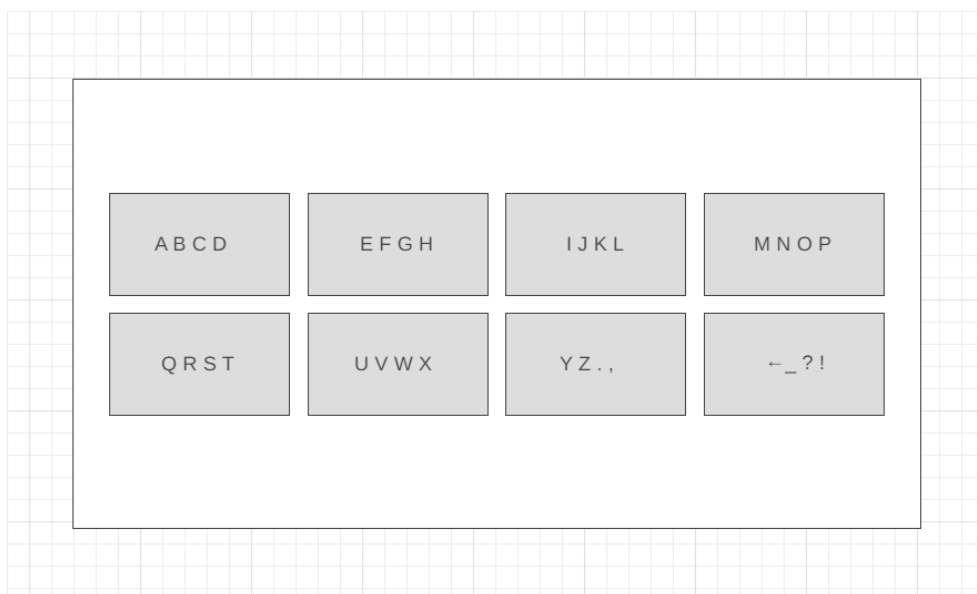 A B C D
E F G H
I J K L
M N O P
Q R S T
U V W X
Y Z . ,
←_ ? !